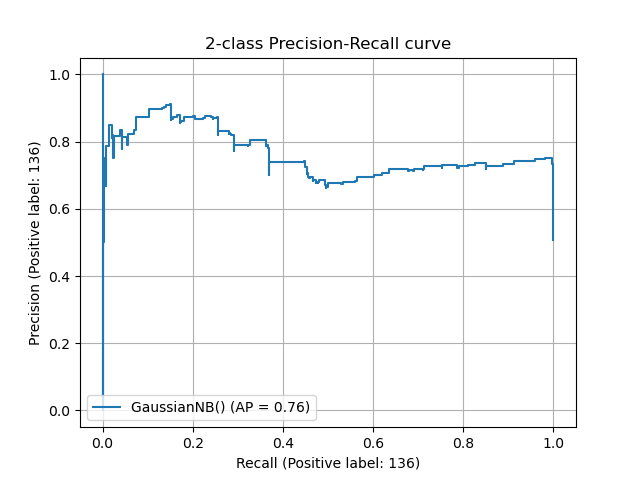 2-class Precision-Recall curve
Precision (Positive label: 136)
1.0
0.8
0.6
0.4
0.2
0.0
GaussianNB() (AP = 0.76)
0.0 0.2 0.4 0.6 0.8 1.0
Recall (Positive label: 136)